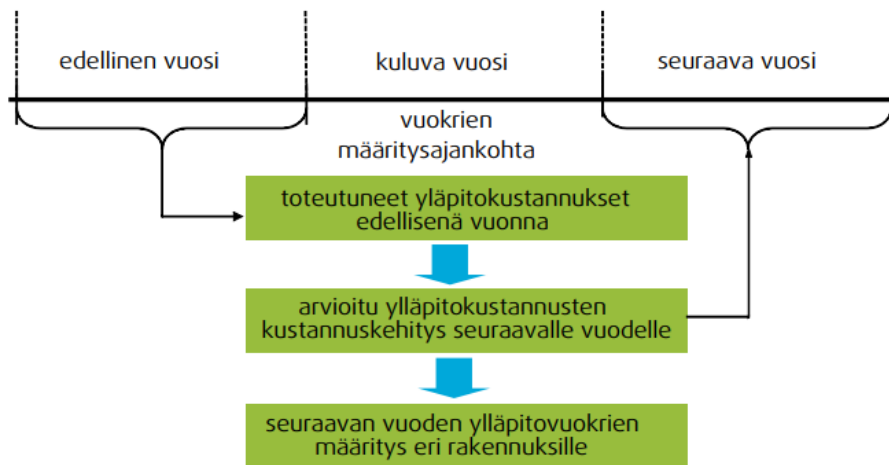 edellinen vuosi
kuluva vuosi
seuraava vuosi
vuokrien
määritysajankohta
toteutuneet yläpitokustannukset
edellisenä vuonna
arvioitu ylläpitokustannusten
kustannuskehitys seuraavalle vuodelle
seuraavan vuoden ylläpitovuokrien
määritys eri rakennuksille